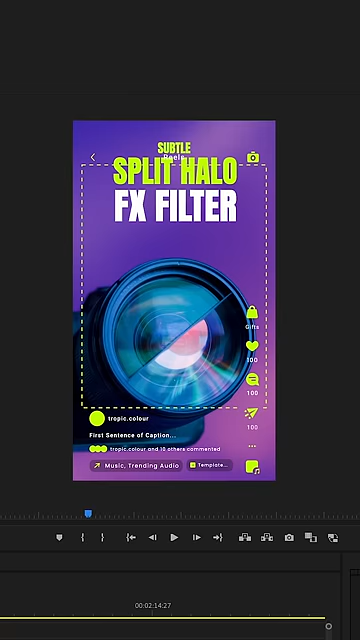 SUBTLE
Reels
SPLIT HALO
FX FILTER
Gifts
100
100
100
tropic.colour
First Sentence of Caption...
tropic.colour and 10 others commented
Music, Trending Audio
Template...
00:02:14:27